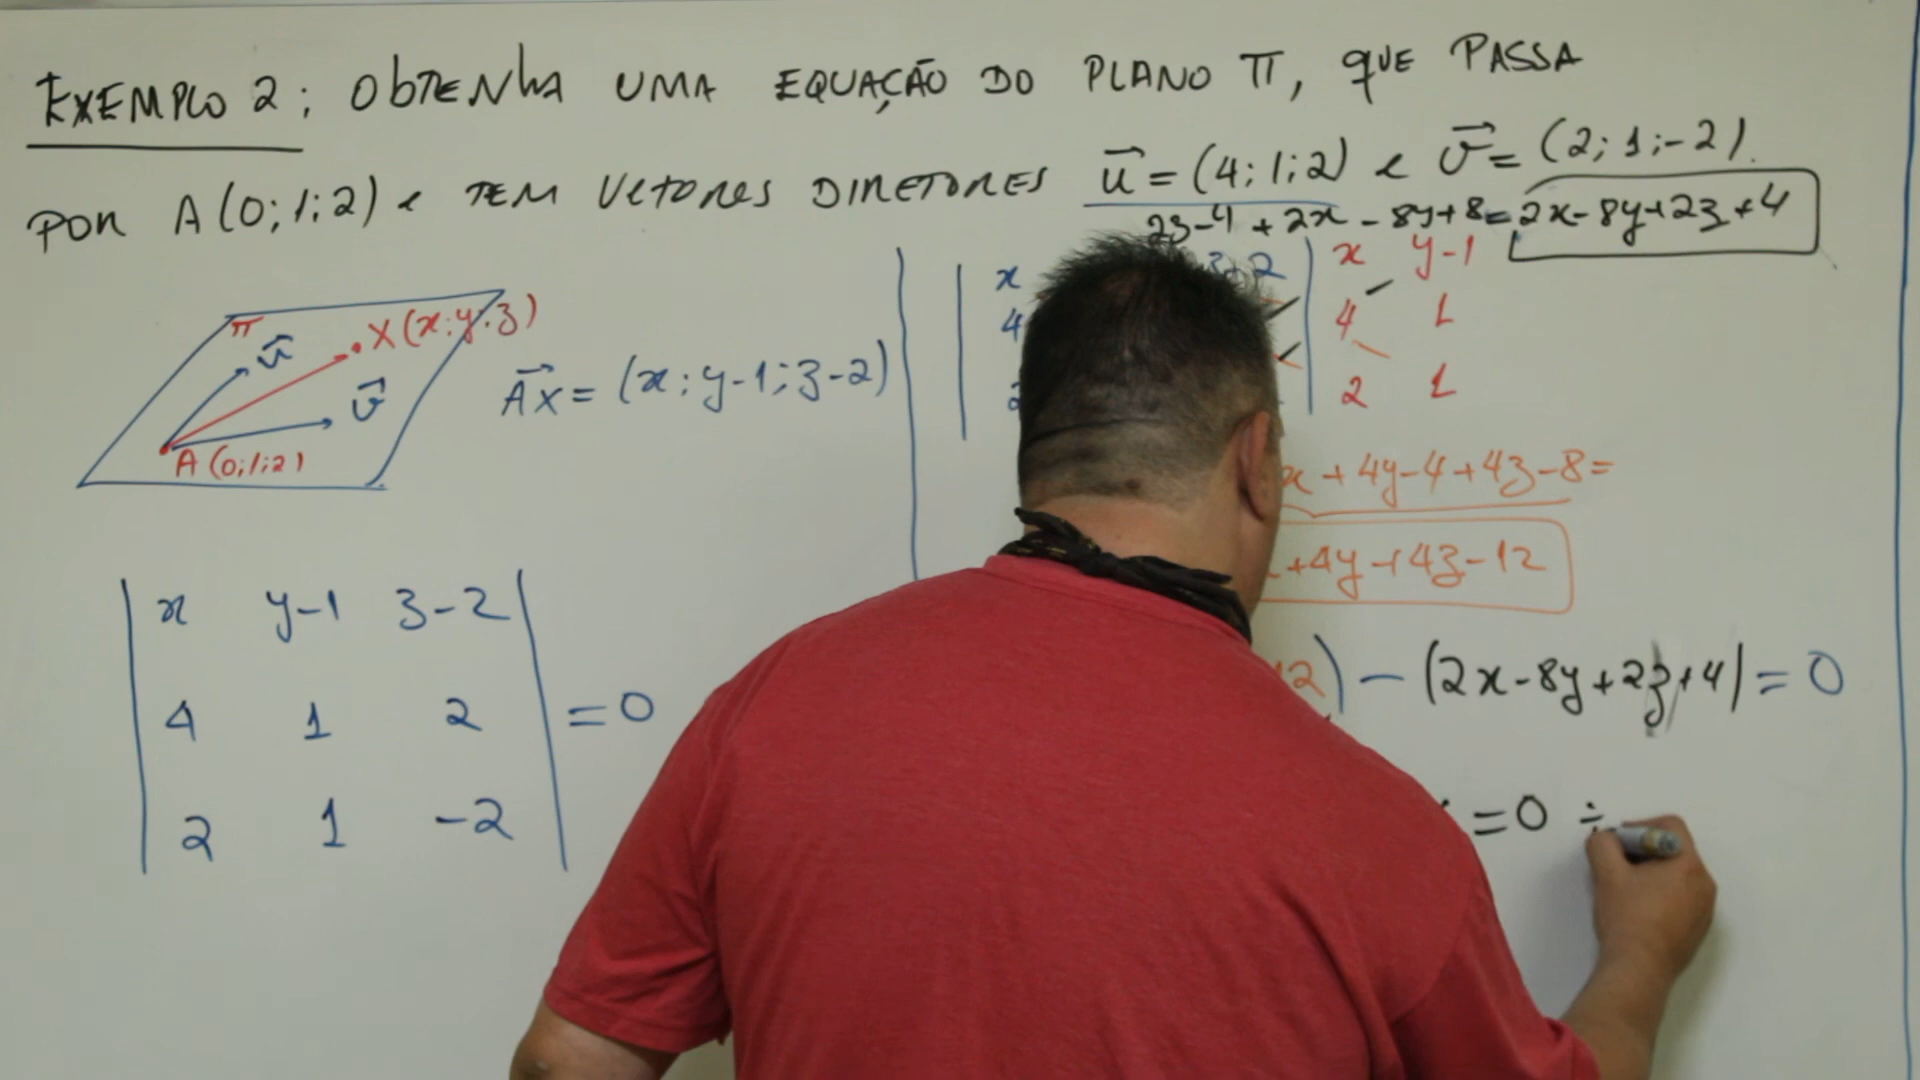 EXEMPLO 2: ObTENhA UMA EQUAÇÃO DO PLANO π, QUE PASSA
POR A(0;1;2) e TEM VETORES DIRETORES u⃗=(4;1;2) e v⃗=(2;1;-2).
2z-4+2x-8y+8=2x-8y+2z+4
π u⃗ X(x;y;z)
v⃗
A(0;1;2)
A⃗X=(x;y-1;z-2)
x z-2 x y-1
4 4 1
2 1
x+4y-4+4z-8=
+4y+4z-12
x y-1 z-2
4 1 2 =0
2 1 -2
12)-(2x-8y+2z+4)=0
=0 ÷